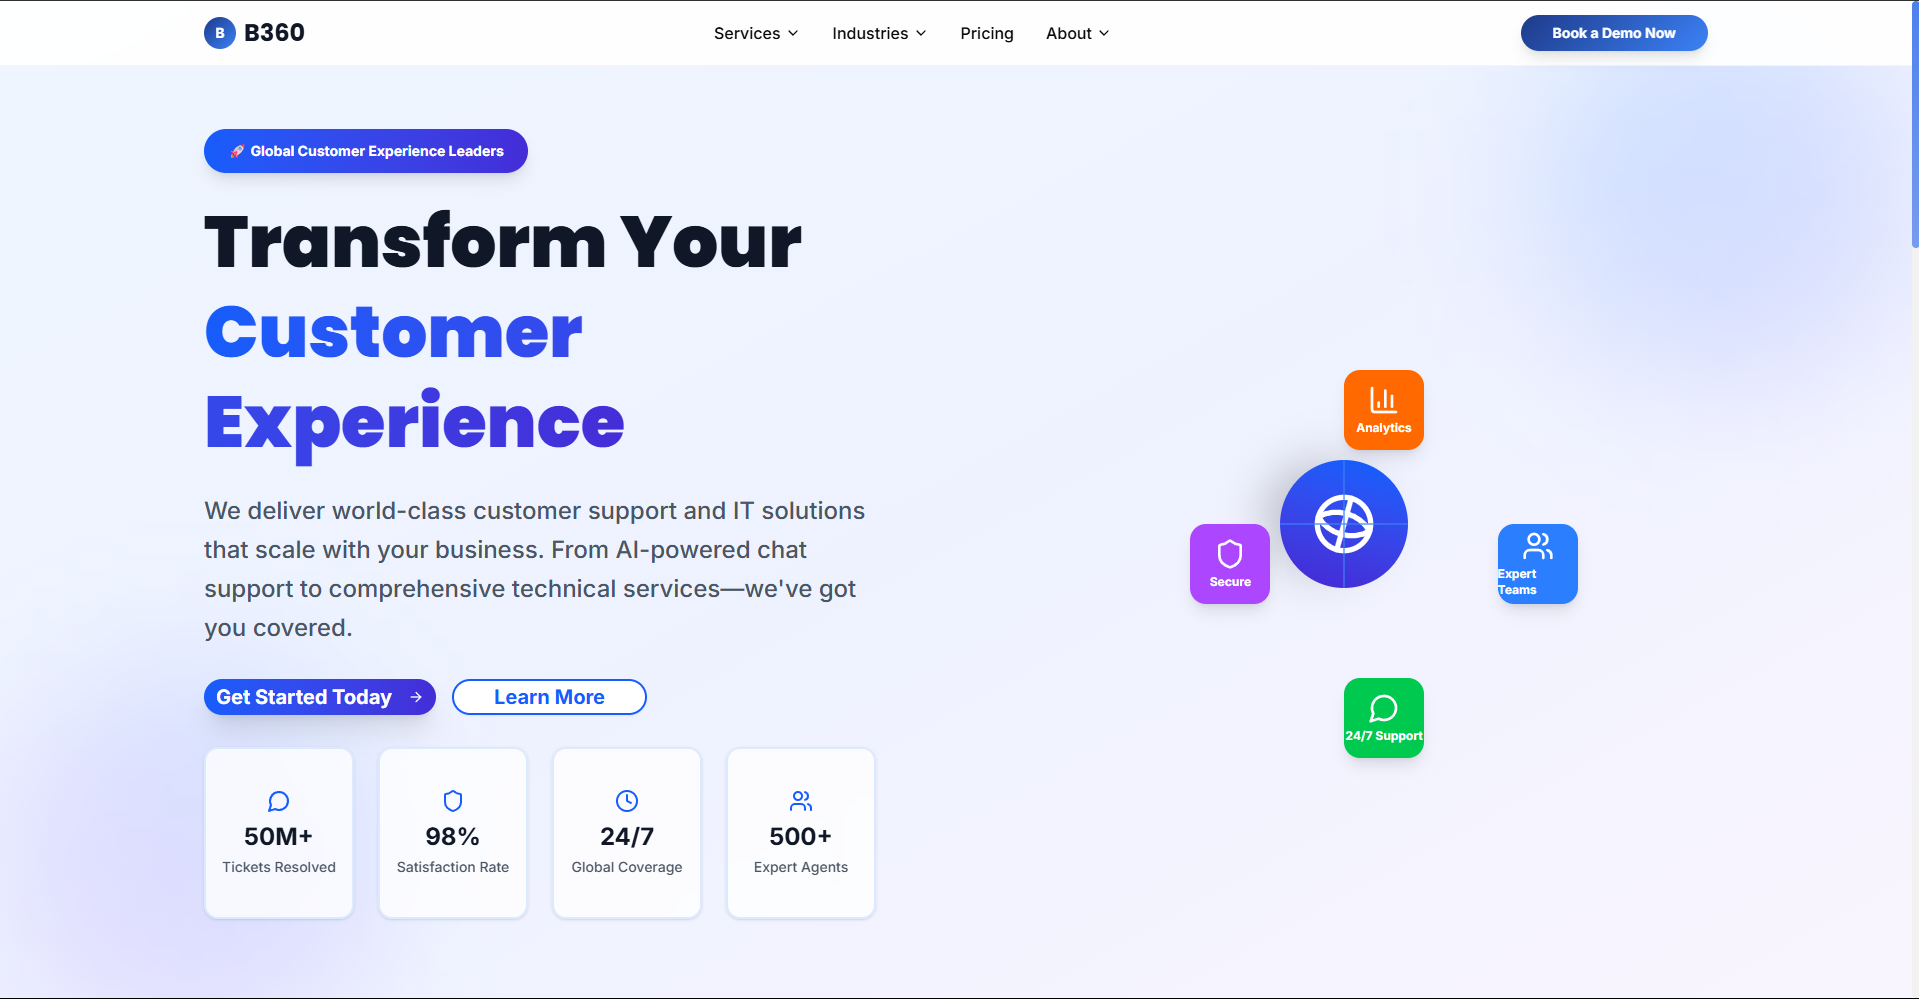 B B360
Services Industries Pricing About
Book a Demo Now
🚀 Global Customer Experience Leaders
Transform Your
Customer
Experience
We deliver world-class customer support and IT solutions
that scale with your business. From AI-powered chat
support to comprehensive technical services—we've got
you covered.
Get Started Today →
Learn More
50M+
Tickets Resolved
98%
Satisfaction Rate
24/7
Global Coverage
500+
Expert Agents
Analytics
Secure
Expert
Teams
24/7 Support